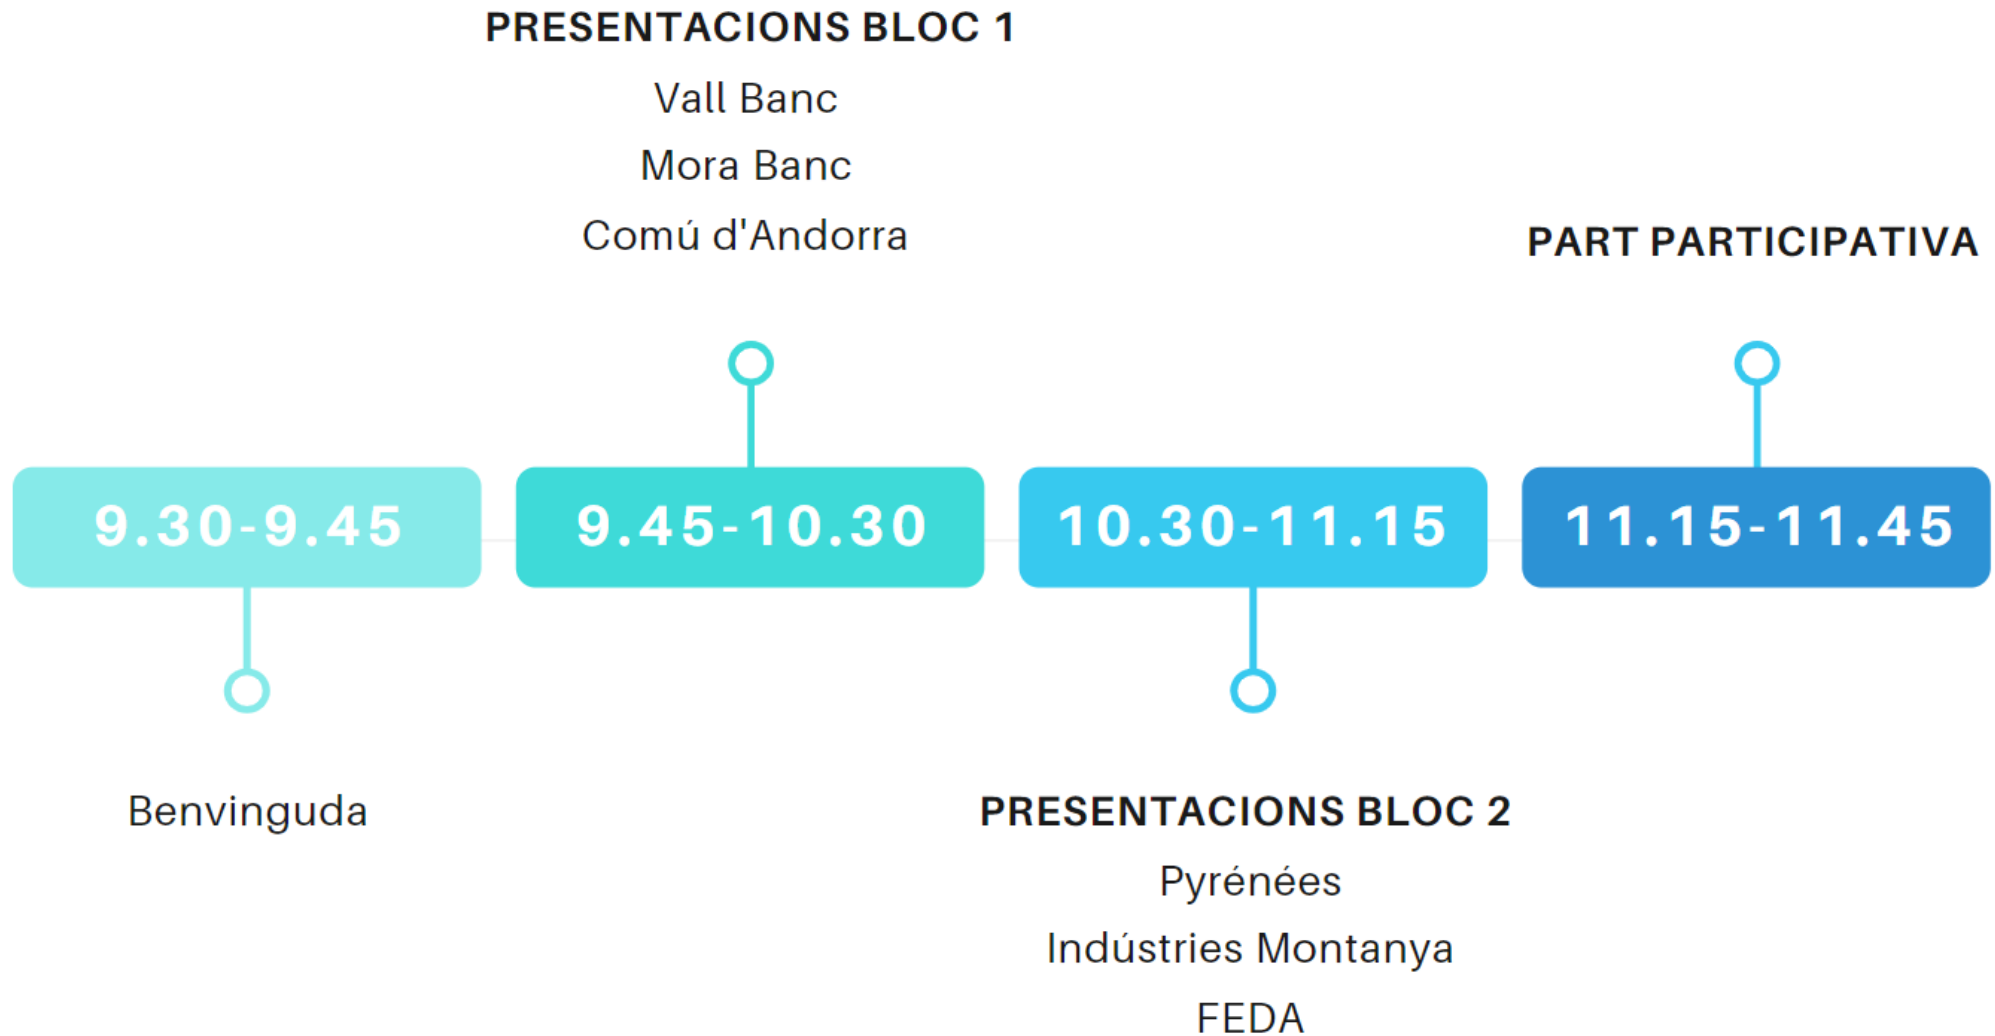 PRESENTACIONS BLOC 1
Vall Banc
Mora Banc
Comú d'Andorra
PART PARTICIPATIVA
9.30-9.45
9.45-10.30
10.30-11.15
11.15-11.45
Benvinguda
PRESENTACIONS BLOC 2
Pyrénées
Indústries Montanya
FEDA